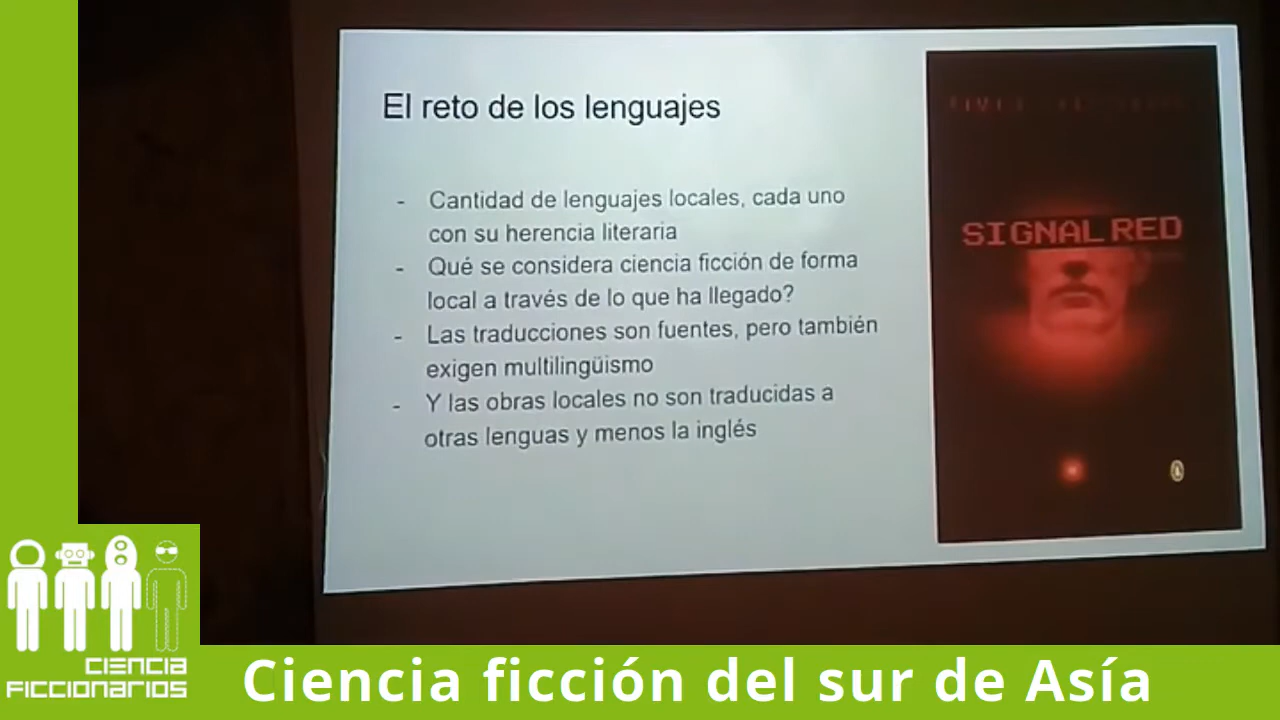 El reto de los lenguajes
- Cantidad de lenguajes locales, cada uno
con su herencia literaria
- Qué se considera ciencia ficción de forma
local a través de lo que ha llegado?
- Las traducciones son fuentes, pero también
exigen multilingüismo
- Y las obras locales no son traducidas a
otras lenguas y menos la inglés
SIGNAL RED
CIENCIA
FICCIONARIOS
Ciencia ficción del sur de Asía